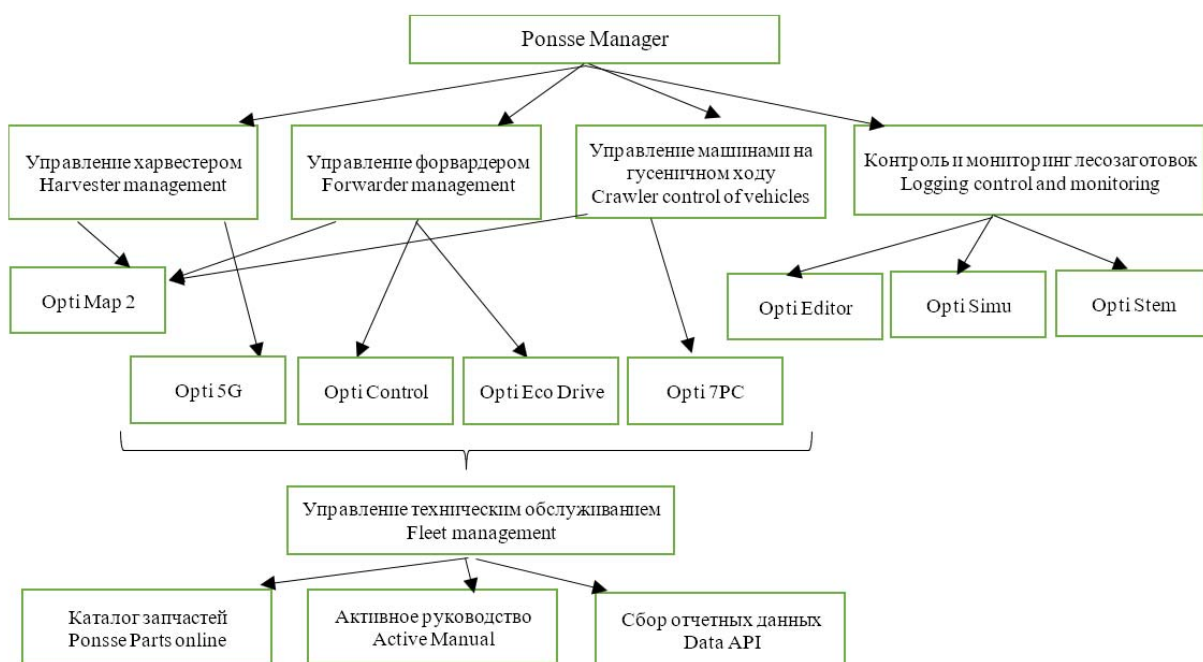 Ponsse Manager
Управление харвестером
Harvester management
Управление форвардером
Forwarder management
Управление машинами на
гусеничном ходу
Crawler control of vehicles
Контроль и мониторинг лесозаготовок
Logging control and monitoring
Opti Map 2
Opti Editor
Opti Simu
Opti Stem
Opti 5G
Opti Control
Opti Eco Drive
Opti 7PC
Управление техническим обслуживанием
Fleet management
Каталог запчастей
Ponsse Parts online
Активное руководство
Active Manual
Сбор отчетных данных
Data API